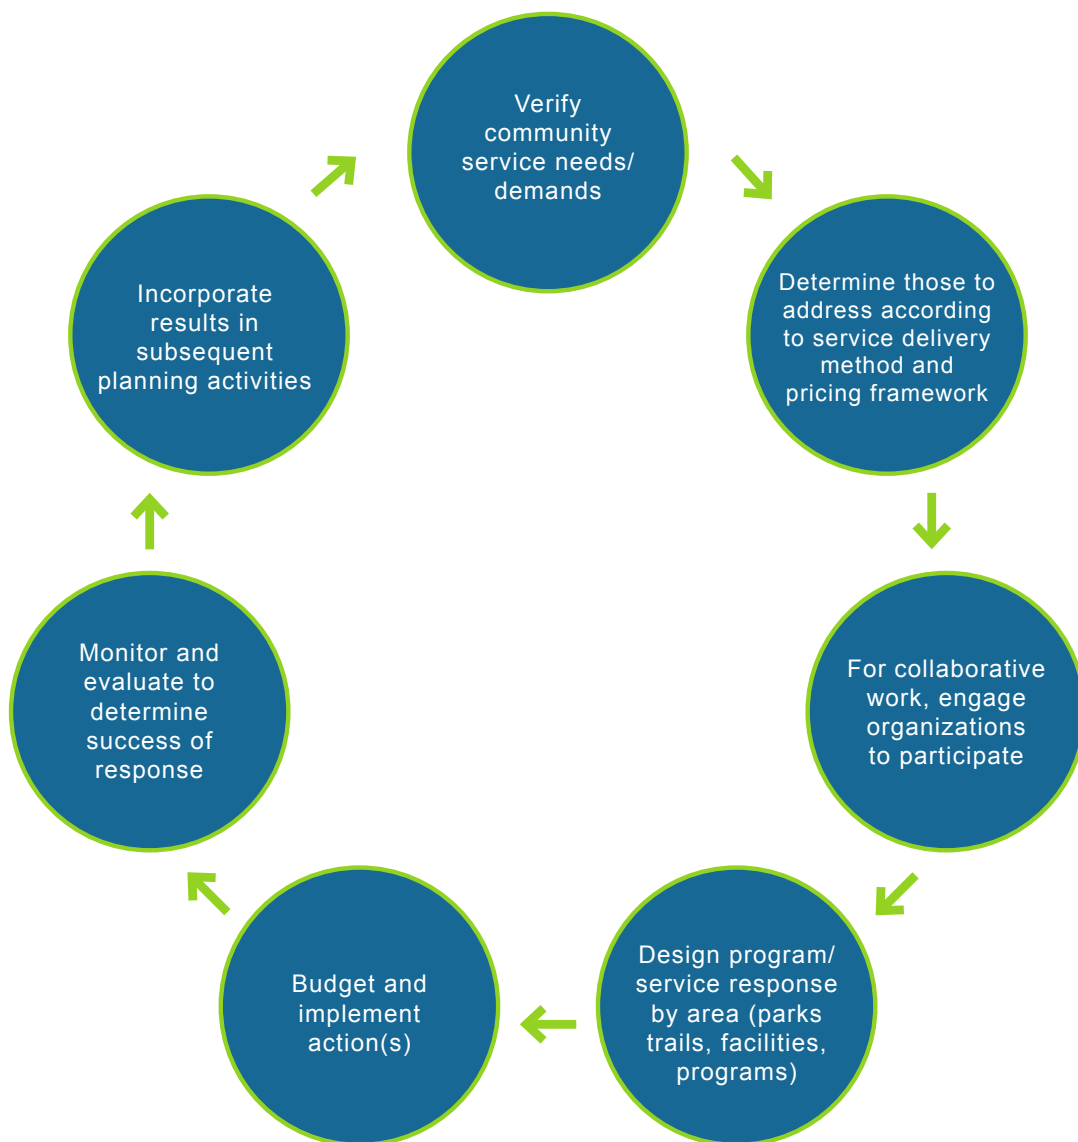 Verify
community
service needs/
demands
Determine those to
address according
to service delivery
method and
pricing framework
For collaborative
work, engage
organizations
to participate
Design program/
service response
by area (parks
trails, facilities,
programs)
Budget and
implement
action(s)
Monitor and
evaluate to
determine
success of
response
Incorporate
results in
subsequent
planning activities